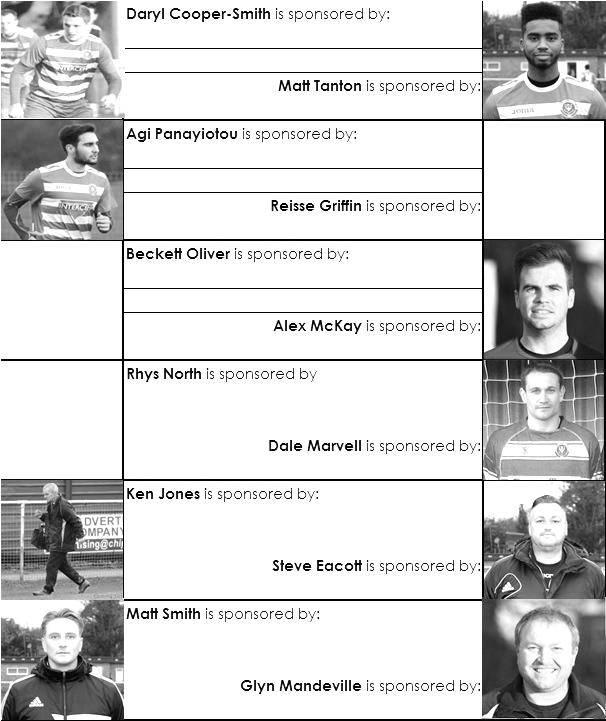 Daryl Cooper-Smith is sponsored by:
Matt Tanton is sponsored by:
Agi Panayiotou is sponsored by:
Reisse Griffin is sponsored by:
Beckett Oliver is sponsored by:
Alex McKay is sponsored by:
Rhys North is sponsored by
Dale Marvell is sponsored by:
Ken Jones is sponsored by:
DVERT
OMPANY
ising@chip
Steve Eacott is sponsored by:
Matt Smith is sponsored by:
Glyn Mandeville is sponsored by: